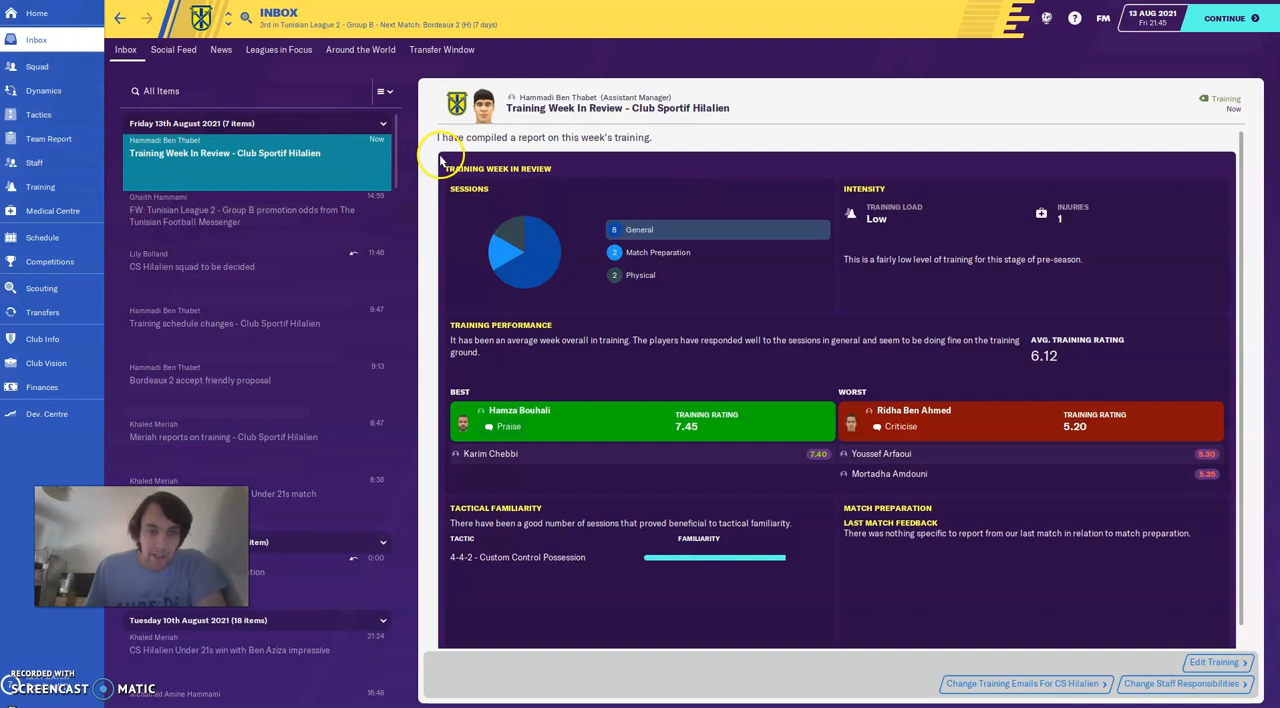 Home
Inbox
Squad
Dynamics
Tactics
Team Report
Staff
Training
Medical Centre
Schedule
Competitions
Scouting
Transfers
Club Info
Club Vision
Finances
Dev. Centre
INBOX
3rd in Tunisian League 2 - Group B - Next Match: Bordeaux 2 (H) (7 days)
?
FM
13 AUG 2021
Fri 21:45
CONTINUE
Inbox
Social Feed
News
Leagues in Focus
Around the World
Transfer Window
All Items
Friday 13th August 2021 (7 items)
Hammadi Ben Thabet
Now
Training Week In Review - Club Sportif Hilalien
Ghaith Hammami
14:59
FW: Tunisian League 2 - Group B promotion odds from The
Tunisian Football Messenger
Lily Bolland
11:46
CS Hilalien squad to be decided
Hammadi Ben Thabet
9:47
Training schedule changes - Club Sportif Hilalien
Hammadi Ben Thabet
9:13
Bordeaux 2 accept friendly proposal
Khaled Meriah
8:47
Meriah reports on training - Club Sportif Hilalien
Khaled Meriah
8:36
Under 21s match
item)
0:00
Tuesday 10th August 2021 (18 items)
Khaled Meriah
21:24
CS Hilalien Under 21s win with Ben Aziza impressive
Amine Hammami
16:48
Hammadi Ben Thabet (Assistant Manager)
Training Week In Review - Club Sportif Hilalien
Training
Now
I have compiled a report on this week's training.
TRAINING WEEK IN REVIEW
SESSIONS
8 General
2 Match Preparation
2 Physical
INTENSITY
TRAINING LOAD
Low
INJURIES
1
This is a fairly low level of training for this stage of pre-season.
TRAINING PERFORMANCE
It has been an average week overall in training. The players have responded well to the sessions in general and seem to be doing fine on the training
ground.
AVG. TRAINING RATING
6.12
BEST
Hamza Bouhali
Praise
TRAINING RATING
7.45
Karim Chebbi
7.40
WORST
Ridha Ben Ahmed
Criticise
TRAINING RATING
5.20
Youssef Arfaoui
5.30
Mortadha Amdouni
5.35
TACTICAL FAMILIARITY
There have been a good number of sessions that proved beneficial to tactical familiarity.
TACTIC
FAMILIARITY
4-4-2 - Custom Control Possession
MATCH PREPARATION
LAST MATCH FEEDBACK
There was nothing specific to report from our last match in relation to match preparation.
Edit Training
Change Training Emails For CS Hilalien
Change Staff Responsibilities
RECORDED WITH
SCREENCAST MATIC